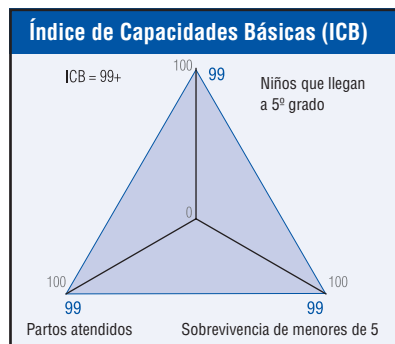 Índice de Capacidades Básicas (ICB)
ICB = 99+
100
99
Niños que llegan
a 5º grado
0
100
100
99
99
Partos atendidos
Sobrevivencia de menores de 5